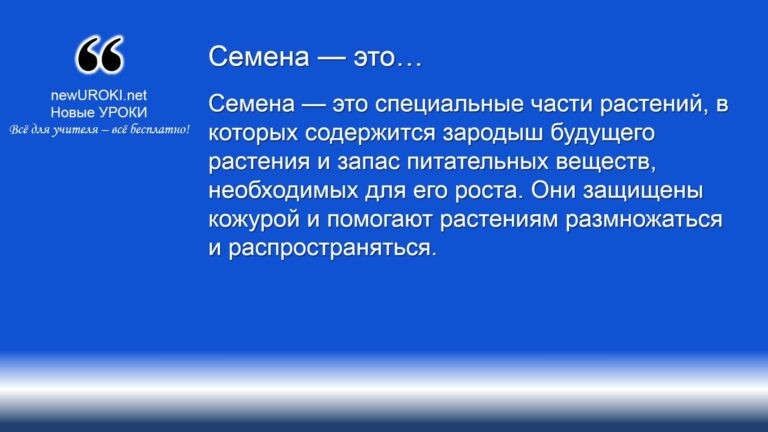 ❝
newUROKI.net
Новые УРОКИ
Всё для учителя – всё бесплатно!
Семена — это…
Семена — это специальные части растений, в
которых содержится зародыш будущего
растения и запас питательных веществ,
необходимых для его роста. Они защищены
кожурой и помогают растениям размножаться
и распространяться.